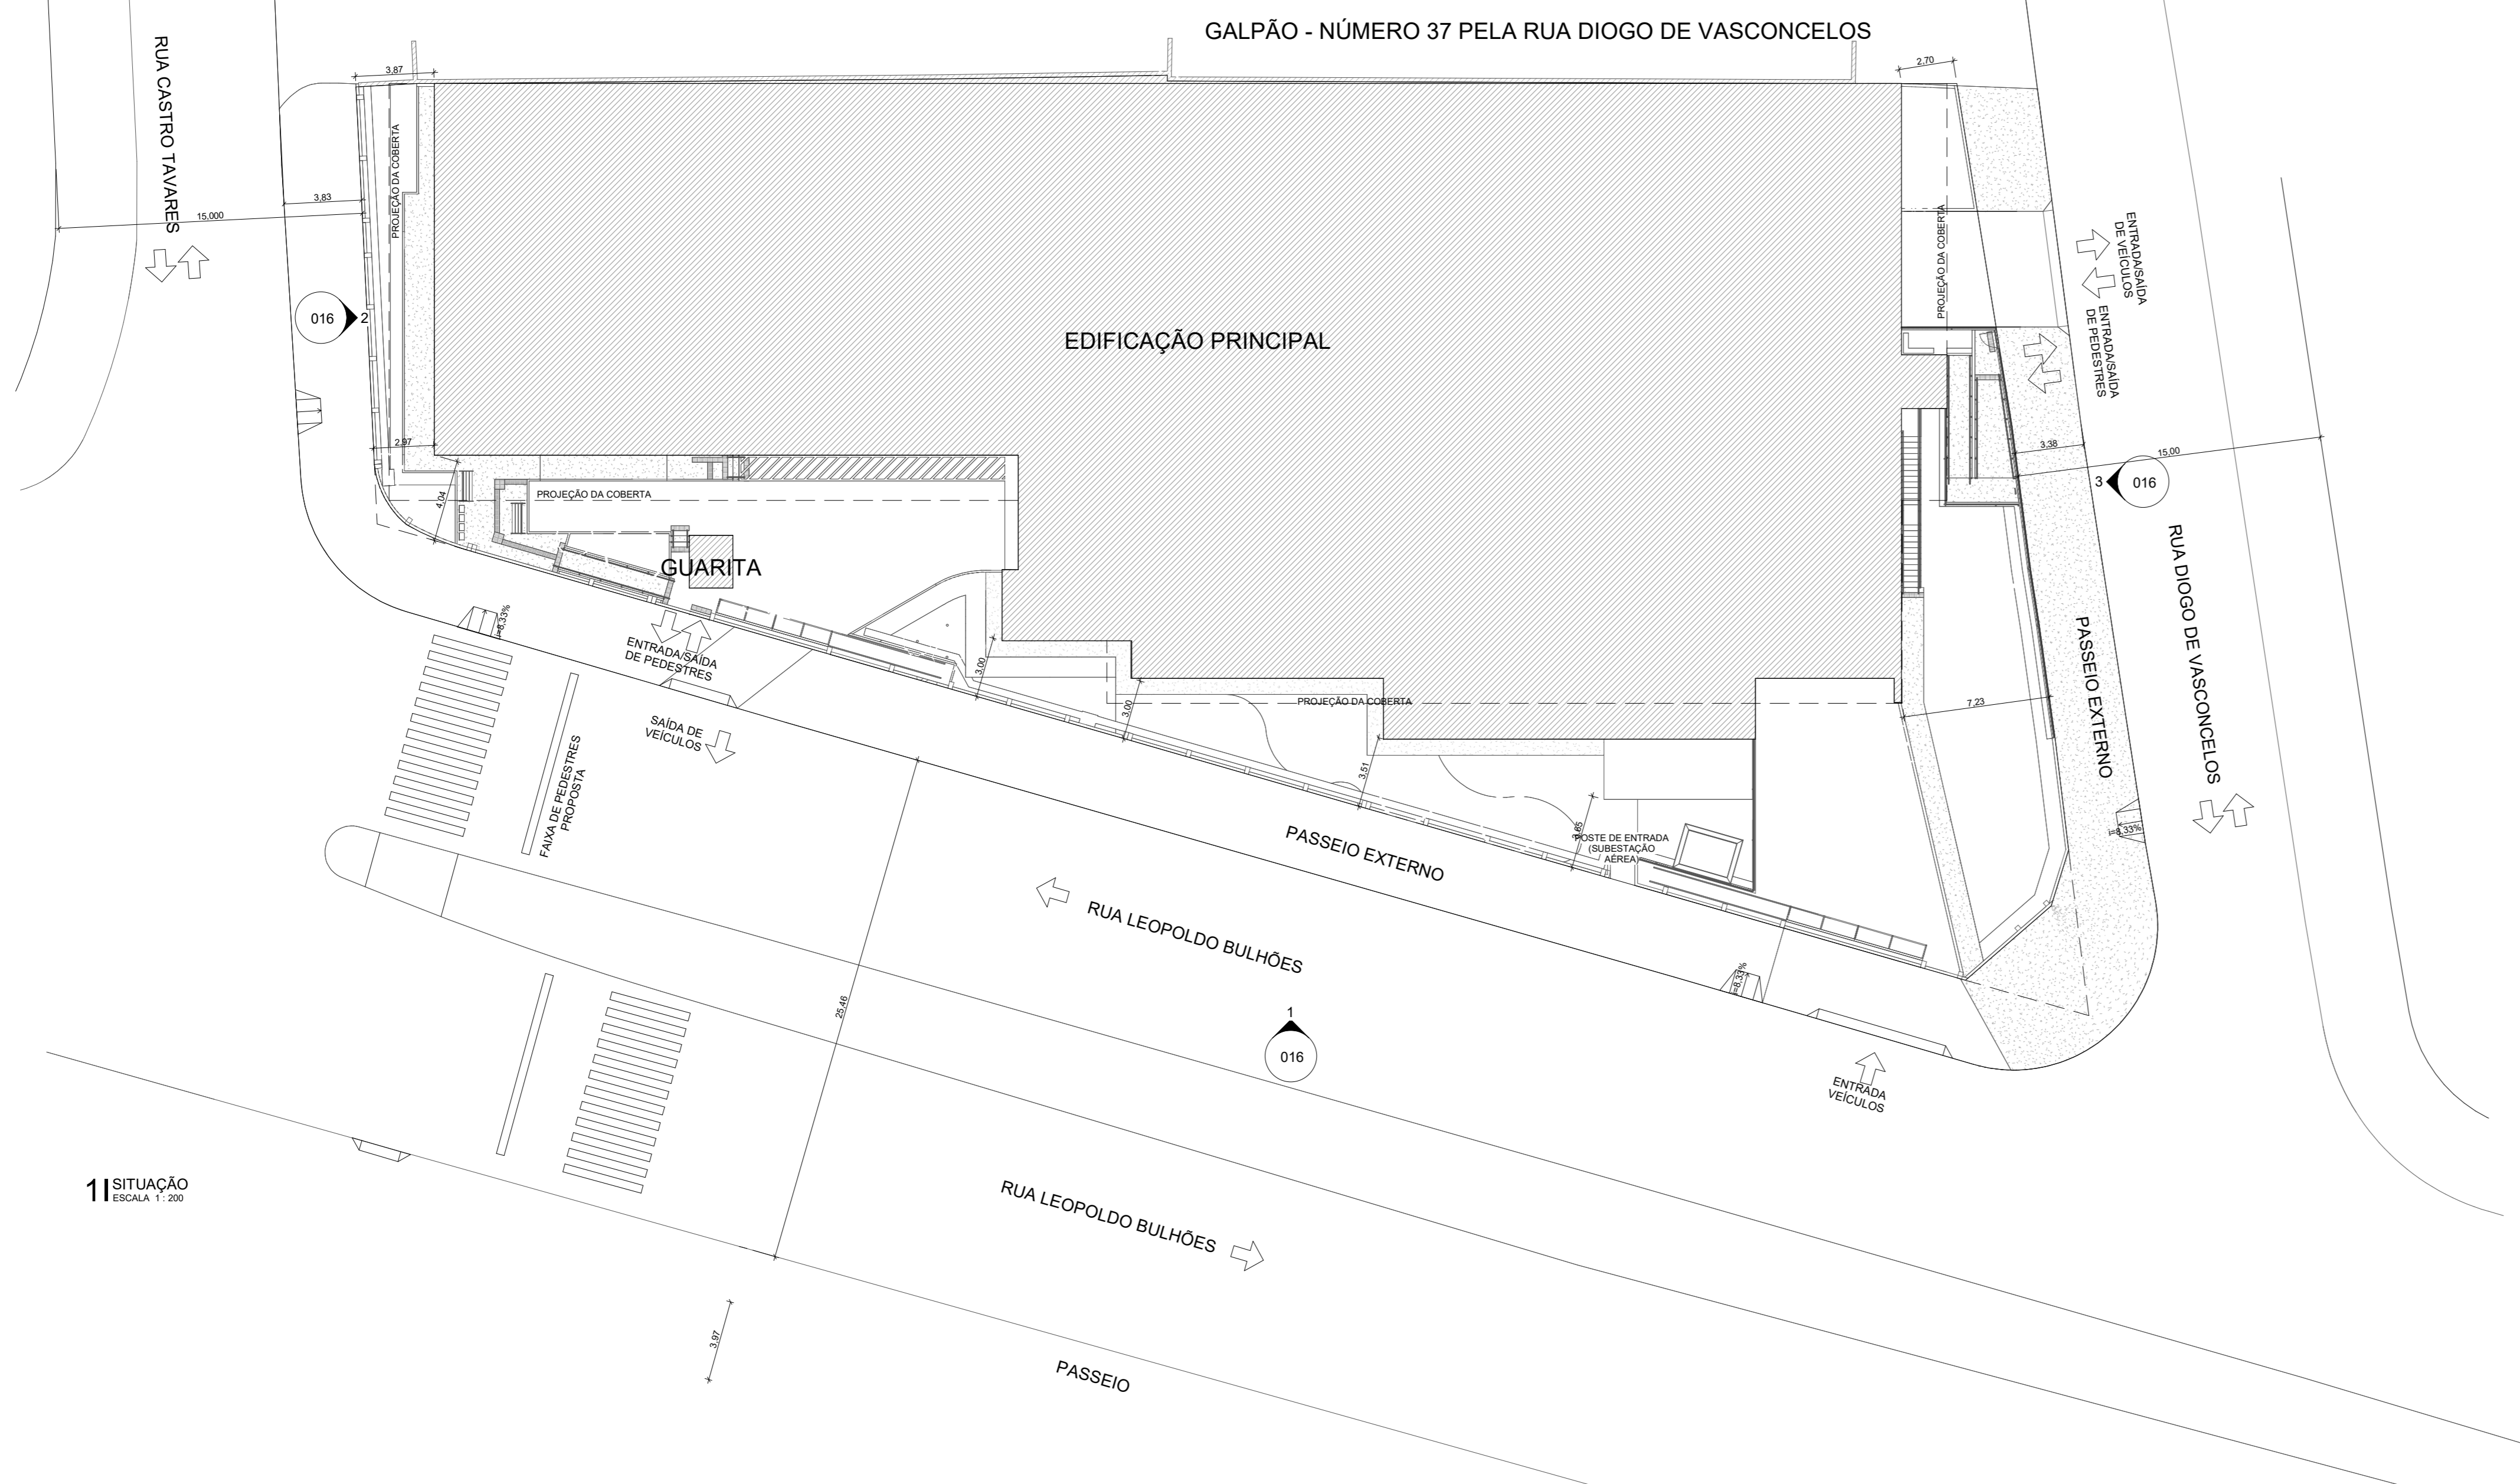 GALPÃO - NÚMERO 37 PELA RUA DIOGO DE VASCONCELOS
RUA CASTRO TAVARES
3,87
2,70
PROJEÇÃO DA COBERTA
3,83
15,000
PROJEÇÃO DA COBERTA
ENTRADA/SAÍDA
DE VEÍCULOS
ENTRADA/SAÍDA
DE PEDESTRES
016
2
EDIFICAÇÃO PRINCIPAL
2,97
3,38
15,00
3
016
4,04
PROJEÇÃO DA COBERTA
GUARITA
RUA DIOGO DE VASCONCELOS
i=8,33%
ENTRADA/SAÍDA
DE PEDESTRES
3,00
3,00
PROJEÇÃO DA COBERTA
7,23
PASSEIO EXTERNO
SAÍDA DE
VEÍCULOS
FAIXA DE PEDESTRES
PROPOSTA
3,51
PASSEIO EXTERNO
POSTE DE ENTRADA
(SUBESTAÇÃO
AÉREA)
i=8,33%
RUA LEOPOLDO BULHÕES
25,46
i=8,33%
1
016
ENTRADA
VEÍCULOS
1 SITUAÇÃO
ESCALA 1 : 200
RUA LEOPOLDO BULHÕES
3,97
PASSEIO